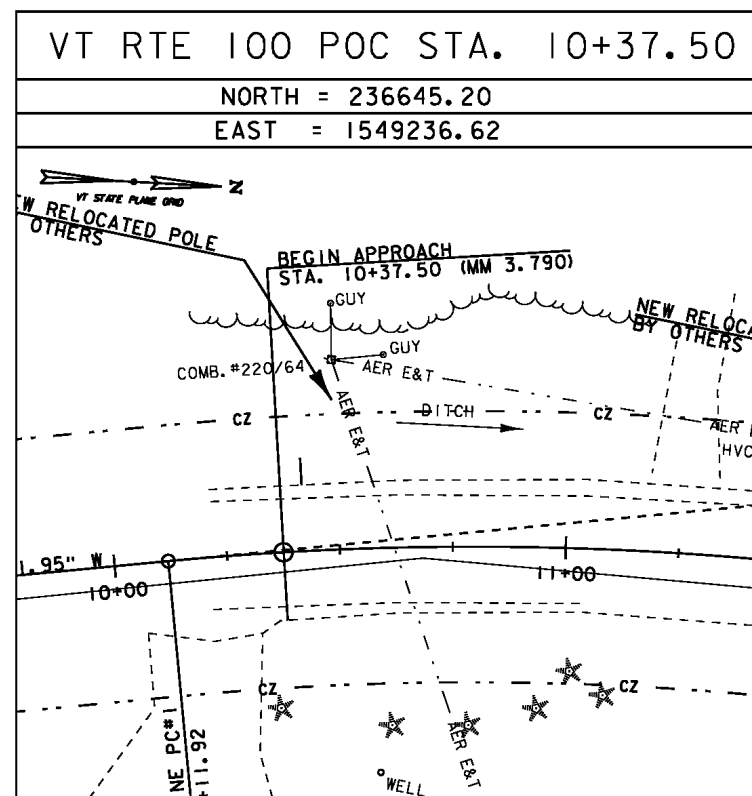 VT RTE 100 POC STA. 10+37.50
NORTH = 236645.20
EAST = 1549236.62
N
VT STATE PLANE GRID
EW RELOCATED POLE
OTHERS
BEGIN APPROACH
STA. 10+37.50 (MM 3.790)
GUY
NEW RELOCA
BY OTHERS
GUY
COMB.#220/64
AER E&T
AER E&T
CZ
DITCH
CZ
AER
HVC
1.95" W
10+00
11+00
CZ
CZ
NE PC#1
+11.92
AER E&T
WELL